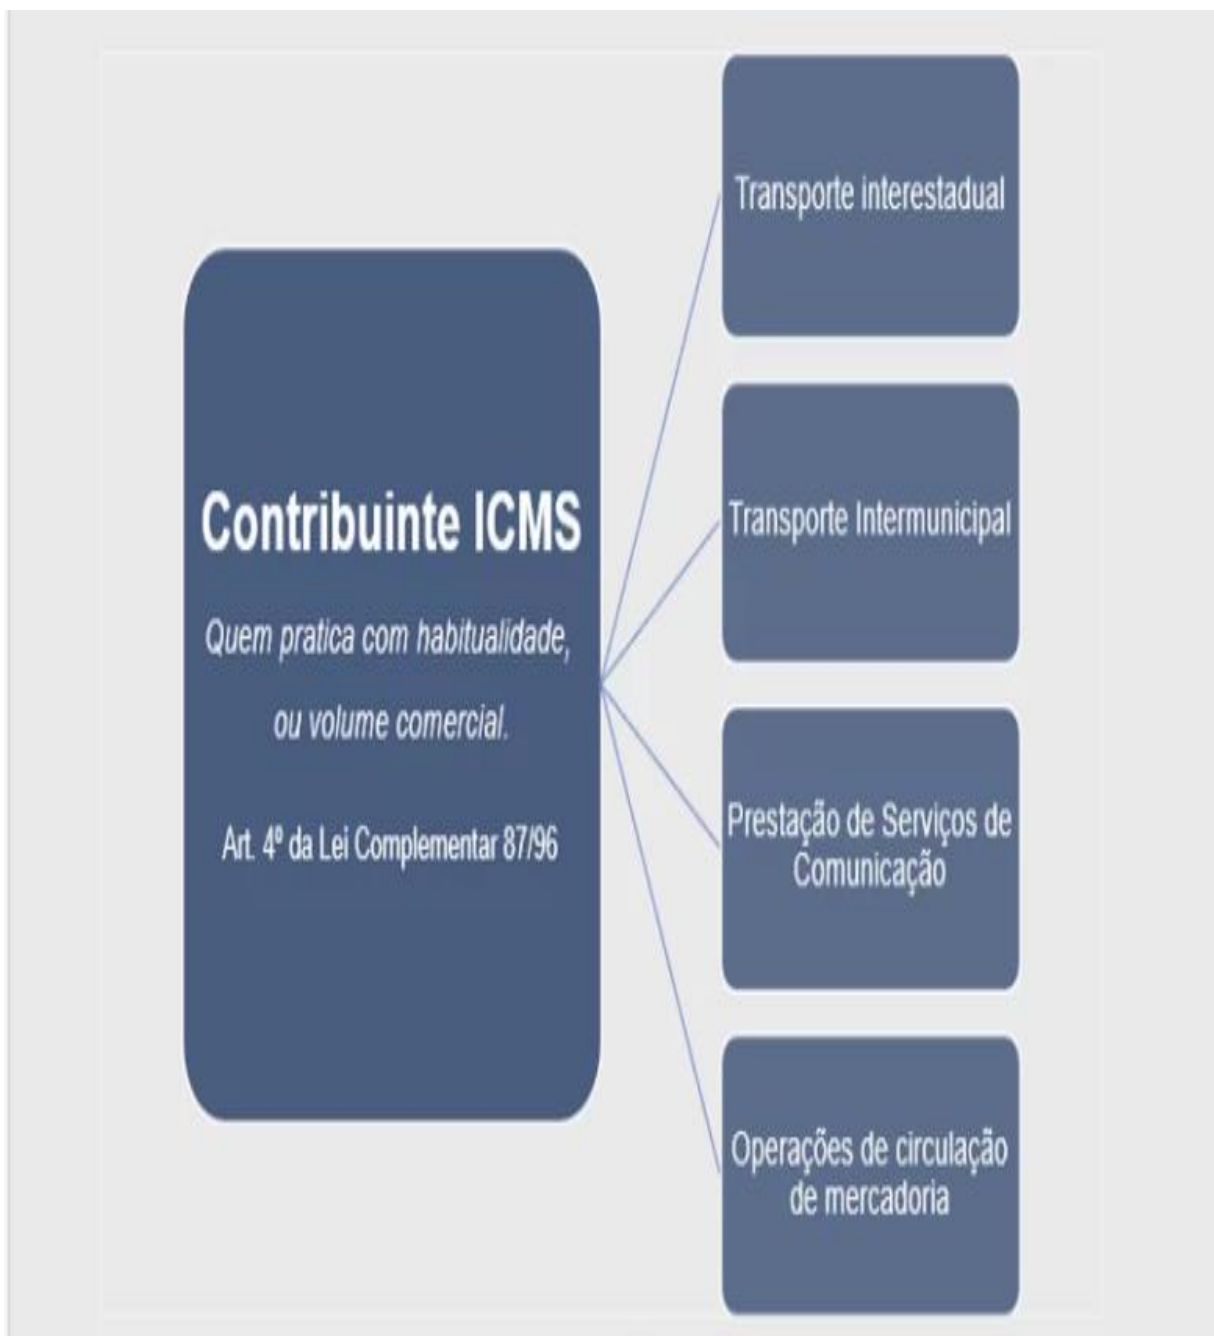 Contribuinte ICMS
Quem pratica com habitualidade,
ou volume comercial.
Art. 4º da Lei Complementar 87/96
Transporte interestadual
Transporte Intermunicipal
Prestação de Serviços de
Comunicação
Operações de circulação
de mercadoria